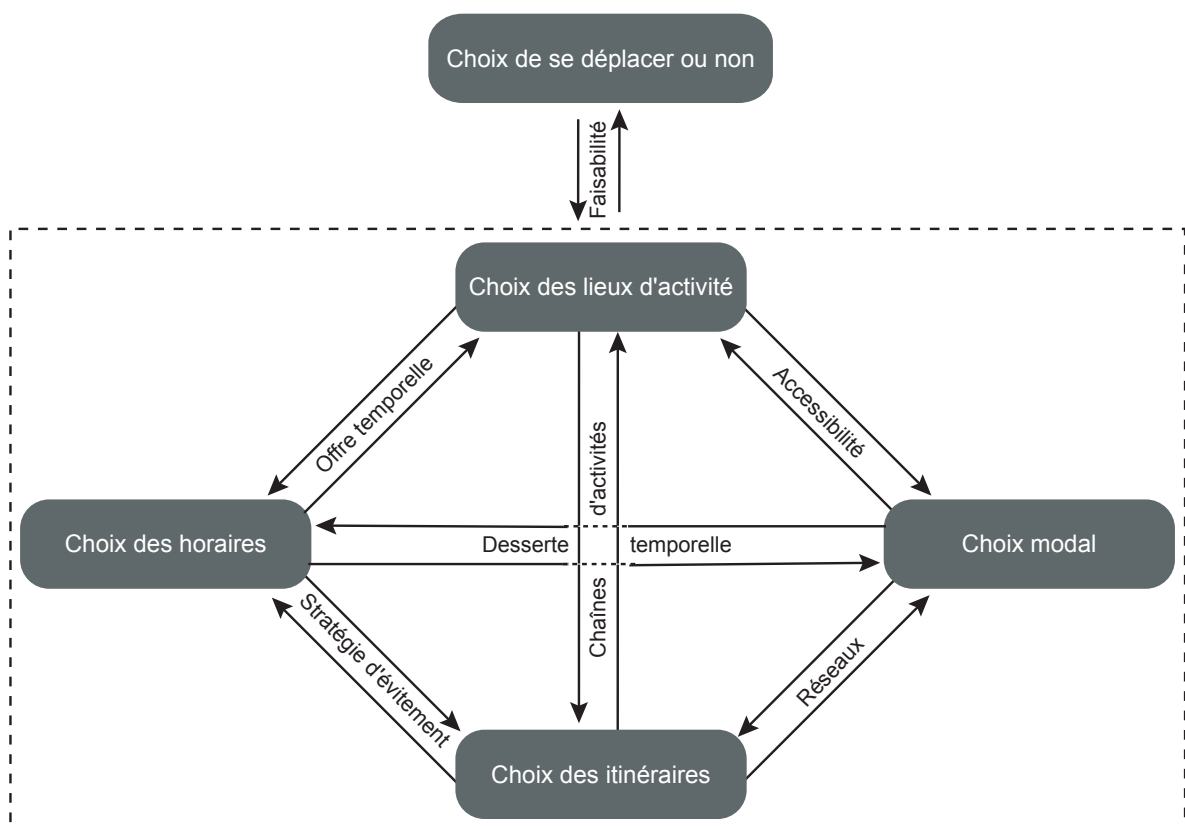 Choix de se déplacer ou non
Faisabilité
Choix des lieux d'activité
Offre temporelle
Accessibilité
Chaînes d'activités
Choix des horaires
Desserte temporelle
Choix modal
Stratégie d'évitement
Réseaux
Choix des itinéraires